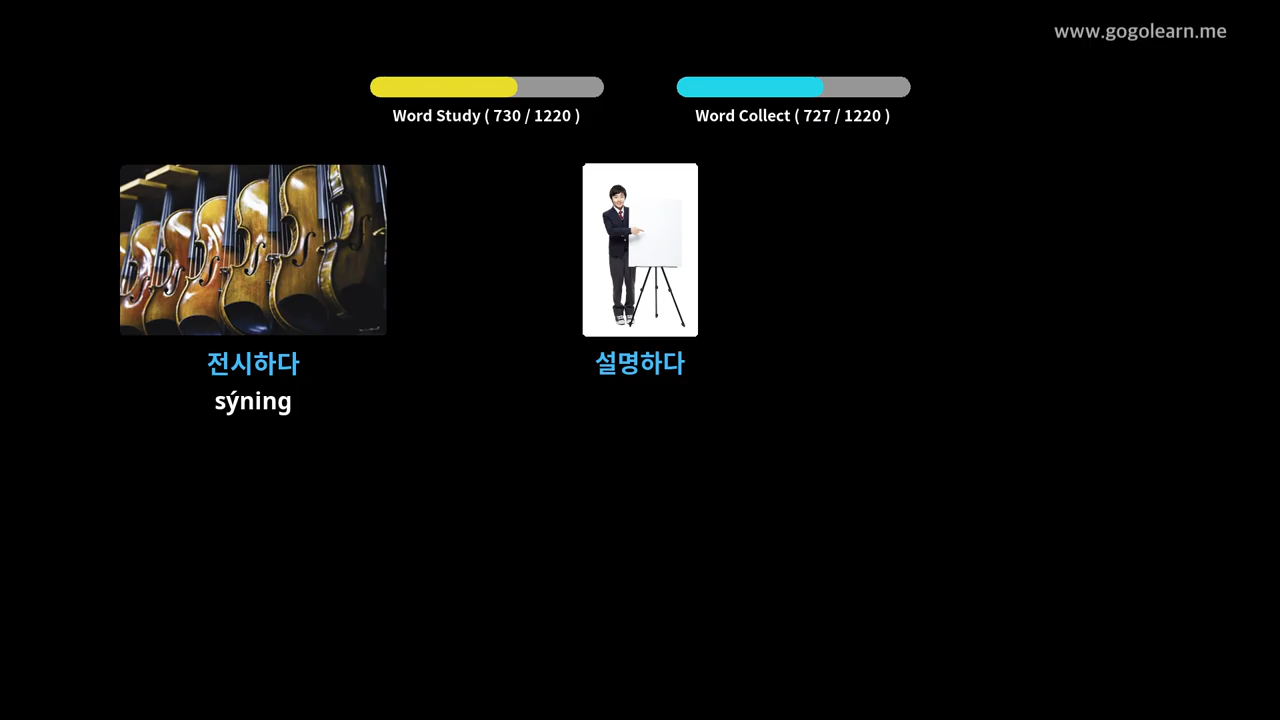 www.gogolearn.me
Word Study ( 730 / 1220 )
Word Collect ( 727 / 1220 )
전시하다
sýning
설명하다